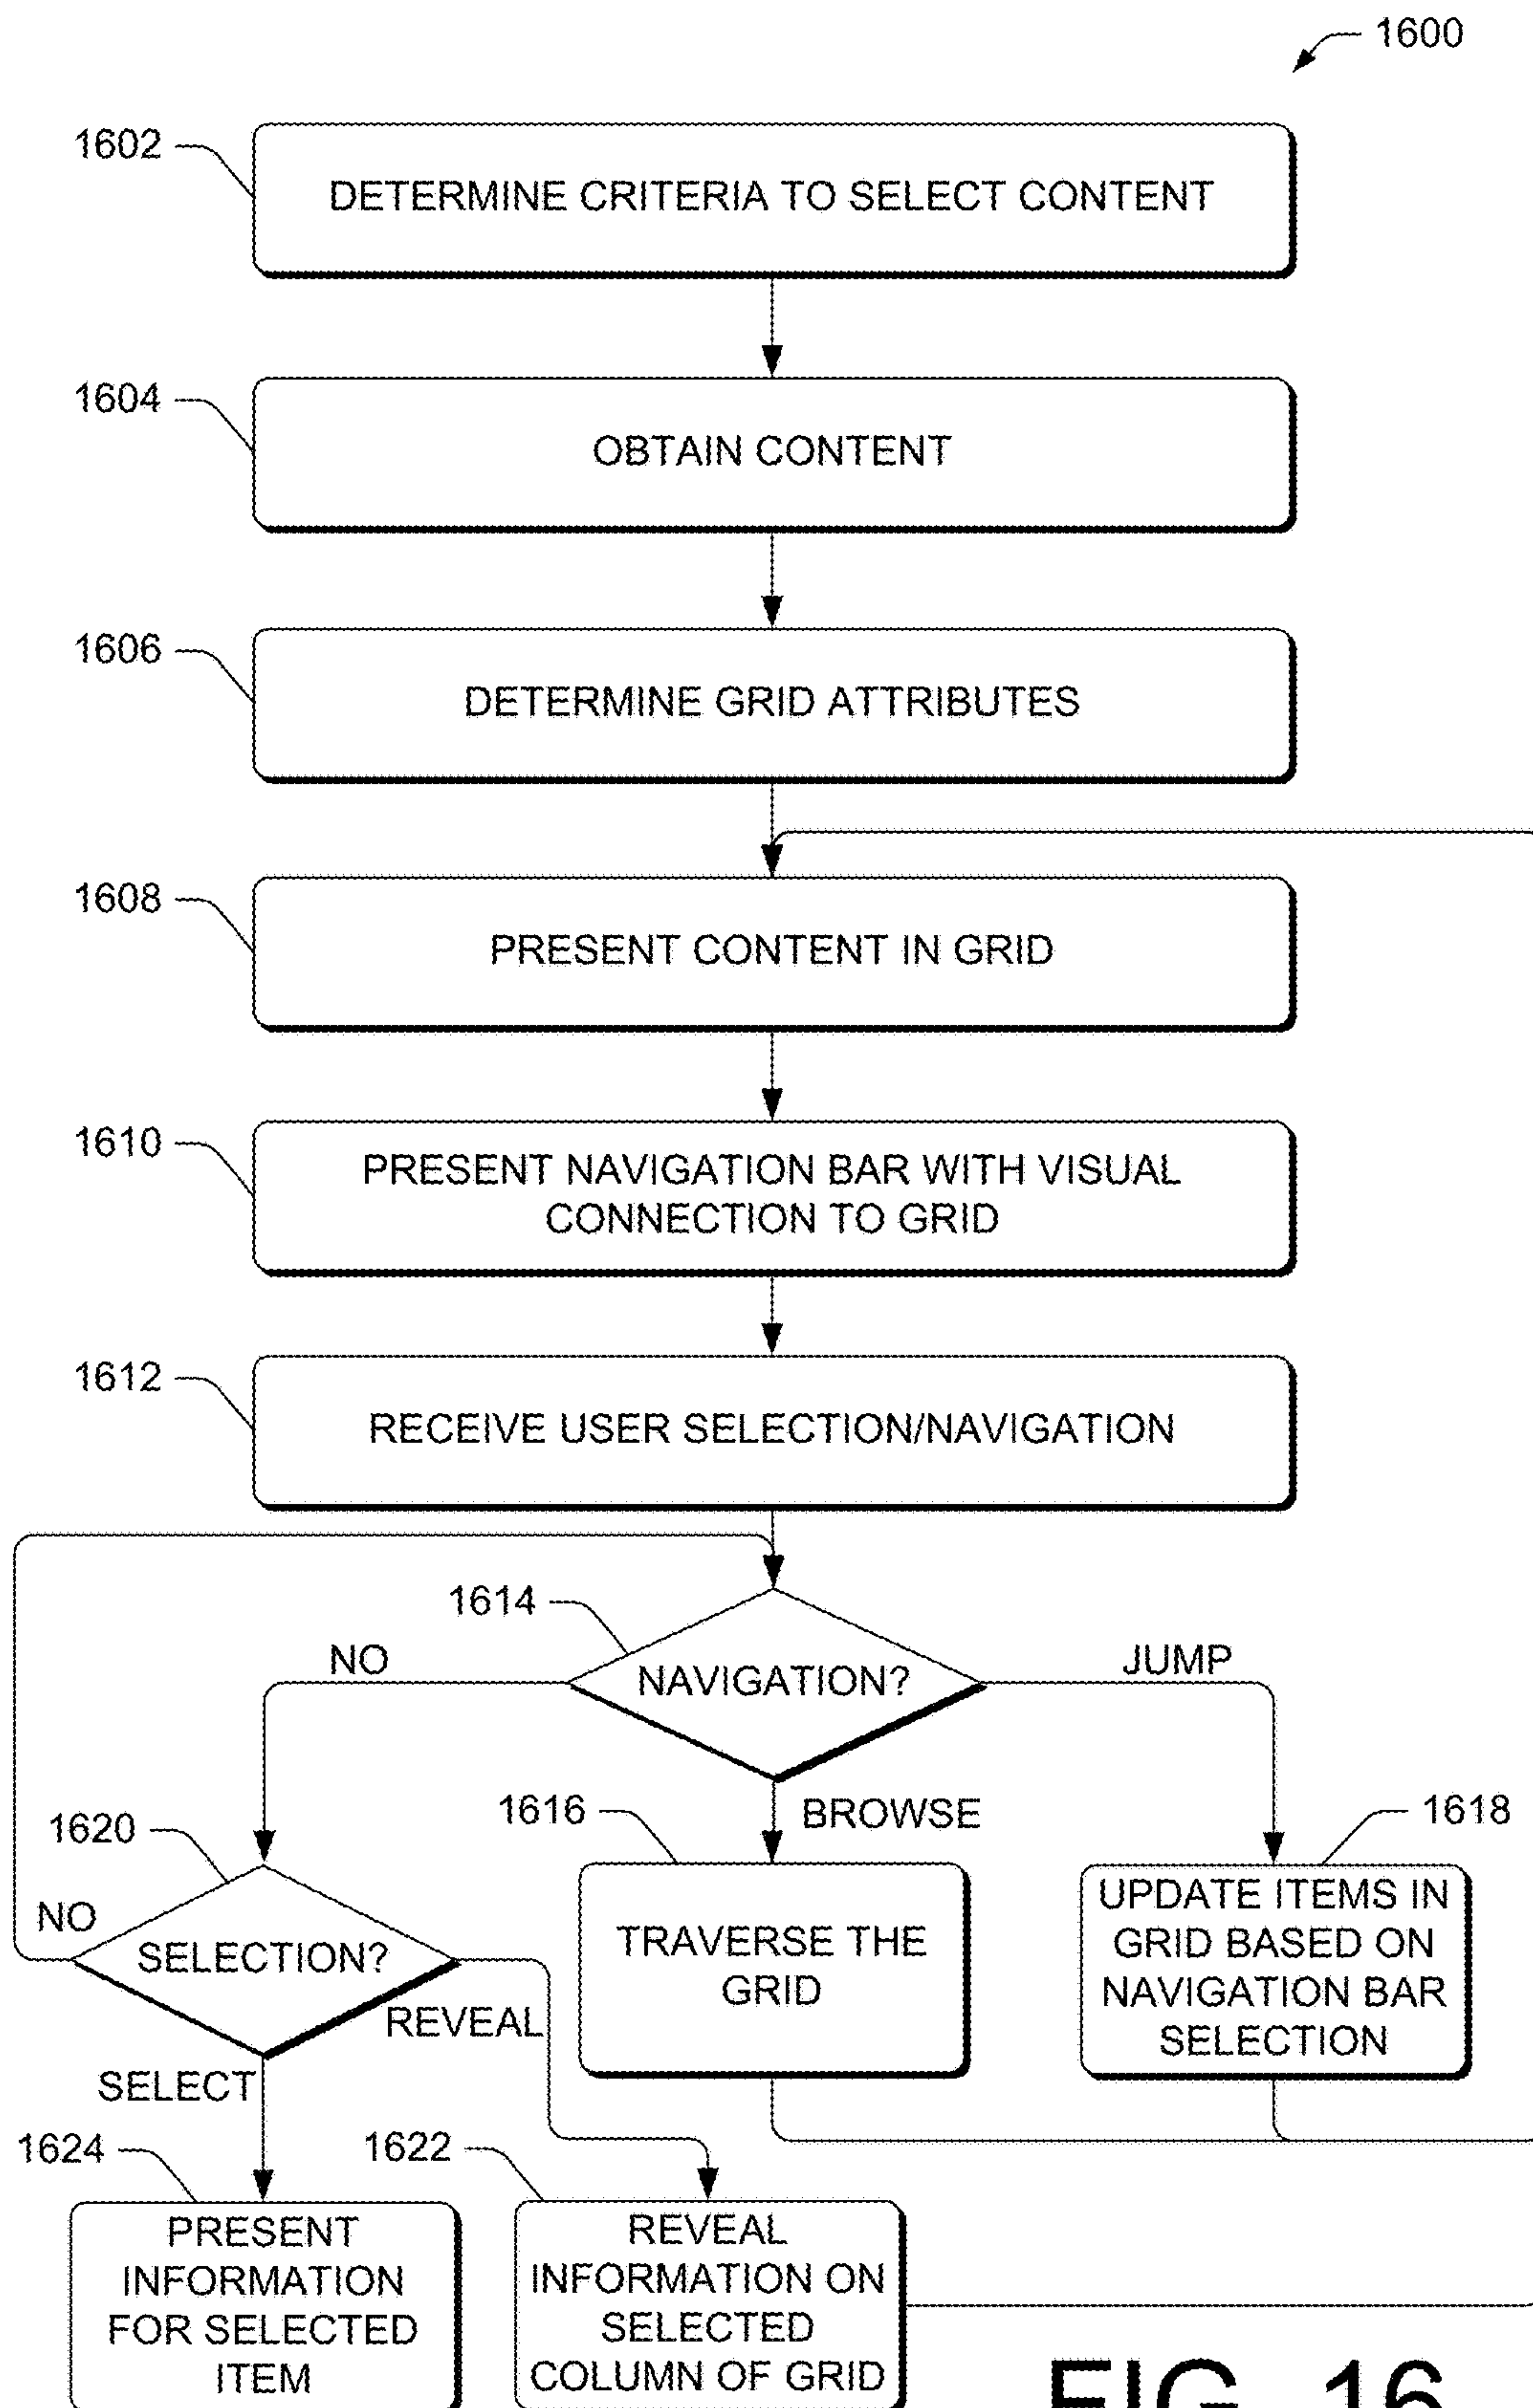 1600
1602
DETERMINE CRITERIA TO SELECT CONTENT
1604
OBTAIN CONTENT
1606
DETERMINE GRID ATTRIBUTES
1608
PRESENT CONTENT IN GRID
1610
PRESENT NAVIGATION BAR WITH VISUAL
CONNECTION TO GRID
1612
RECEIVE USER SELECTION/NAVIGATION
1614
NO
NAVIGATION?
JUMP
1616
BROWSE
1618
1620
NO
SELECTION?
REVEAL
SELECT
TRAVERSE THE
GRID
UPDATE ITEMS IN
GRID BASED ON
NAVIGATION BAR
SELECTION
1624
PRESENT
INFORMATION
FOR SELECTED
ITEM
1622
REVEAL
INFORMATION ON
SELECTED
COLUMN OF GRID
FIG. 16